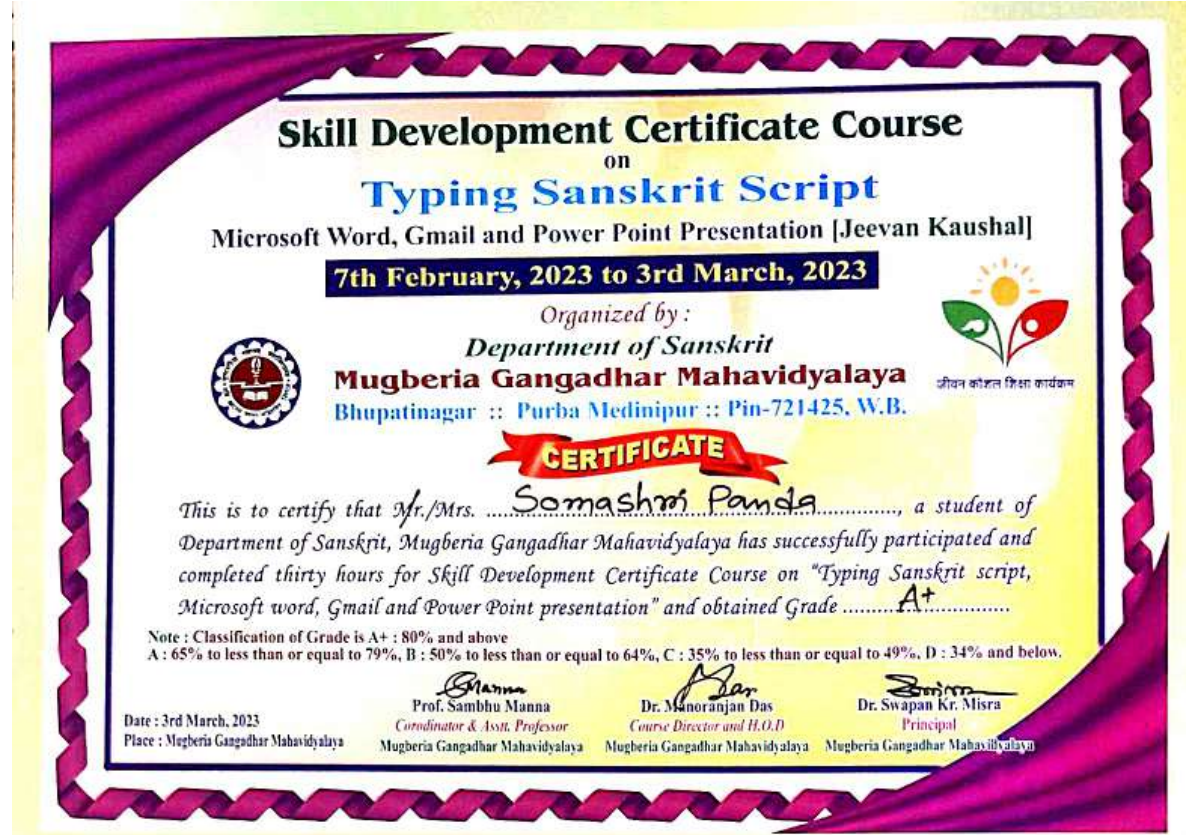 Skill Development Certificate Course
on
Typing Sanskrit Script
Microsoft Word, Gmail and Power Point Presentation [Jeevan Kaushal]
7th February, 2023 to 3rd March, 2023
Organized by :
Department of Sanskrit
Mugberia Gangadhar Mahavidyalaya
Bhupatinagar :: Purba Medinipur :: Pin-721425, W.B.
जीवन कौशल शिक्षा कार्यक्रम
CERTIFICATE
This is to certify that Mr./Mrs. Somashri Panda, a student of
Department of Sanskrit, Mugberia Gangadhar Mahavidyalaya has successfully participated and
completed thirty hours for Skill Development Certificate Course on "Typing Sanskrit script,
Microsoft word, Gmail and Power Point presentation" and obtained Grade A+
Note : Classification of Grade is A+ : 80% and above
A : 65% to less than or equal to 79%, B : 50% to less than or equal to 64%, C : 35% to less than or equal to 49%, D : 34% and below.
Date : 3rd March, 2023
Place : Mugberia Gangadhar Mahavidyalaya
Prof. Sambhu Manna
Corodinator & Asstt. Professor
Mugberia Gangadhar Mahavidyalaya
Dr. Manoranjan Das
Course Director and H.O.D
Mugberia Gangadhar Mahavidyalaya
Dr. Swapan Kr. Misra
Principal
Mugberia Gangadhar Mahavidyalaya